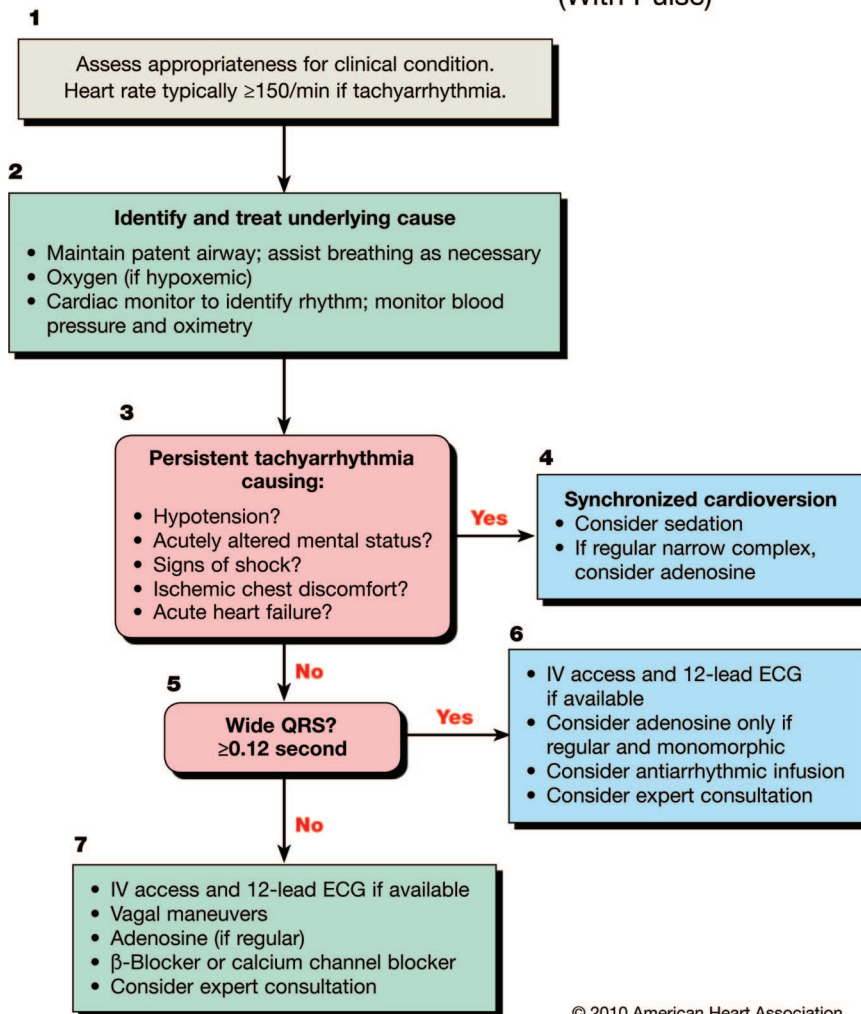 (With Pulse)
1
Assess appropriateness for clinical condition.
Heart rate typically ≥150/min if tachyarrhythmia.
2
Identify and treat underlying cause
• Maintain patent airway; assist breathing as necessary
• Oxygen (if hypoxemic)
• Cardiac monitor to identify rhythm; monitor blood
pressure and oximetry
3
Persistent tachyarrhythmia
causing:
• Hypotension?
• Acutely altered mental status?
• Signs of shock?
• Ischemic chest discomfort?
• Acute heart failure?
Yes
4
Synchronized cardioversion
• Consider sedation
• If regular narrow complex,
consider adenosine
No
5
Wide QRS?
≥0.12 second
Yes
6
• IV access and 12-lead ECG
if available
• Consider adenosine only if
regular and monomorphic
• Consider antiarrhythmic infusion
• Consider expert consultation
No
7
• IV access and 12-lead ECG if available
• Vagal maneuvers
• Adenosine (if regular)
• β-Blocker or calcium channel blocker
• Consider expert consultation
© 2010 American Heart Association